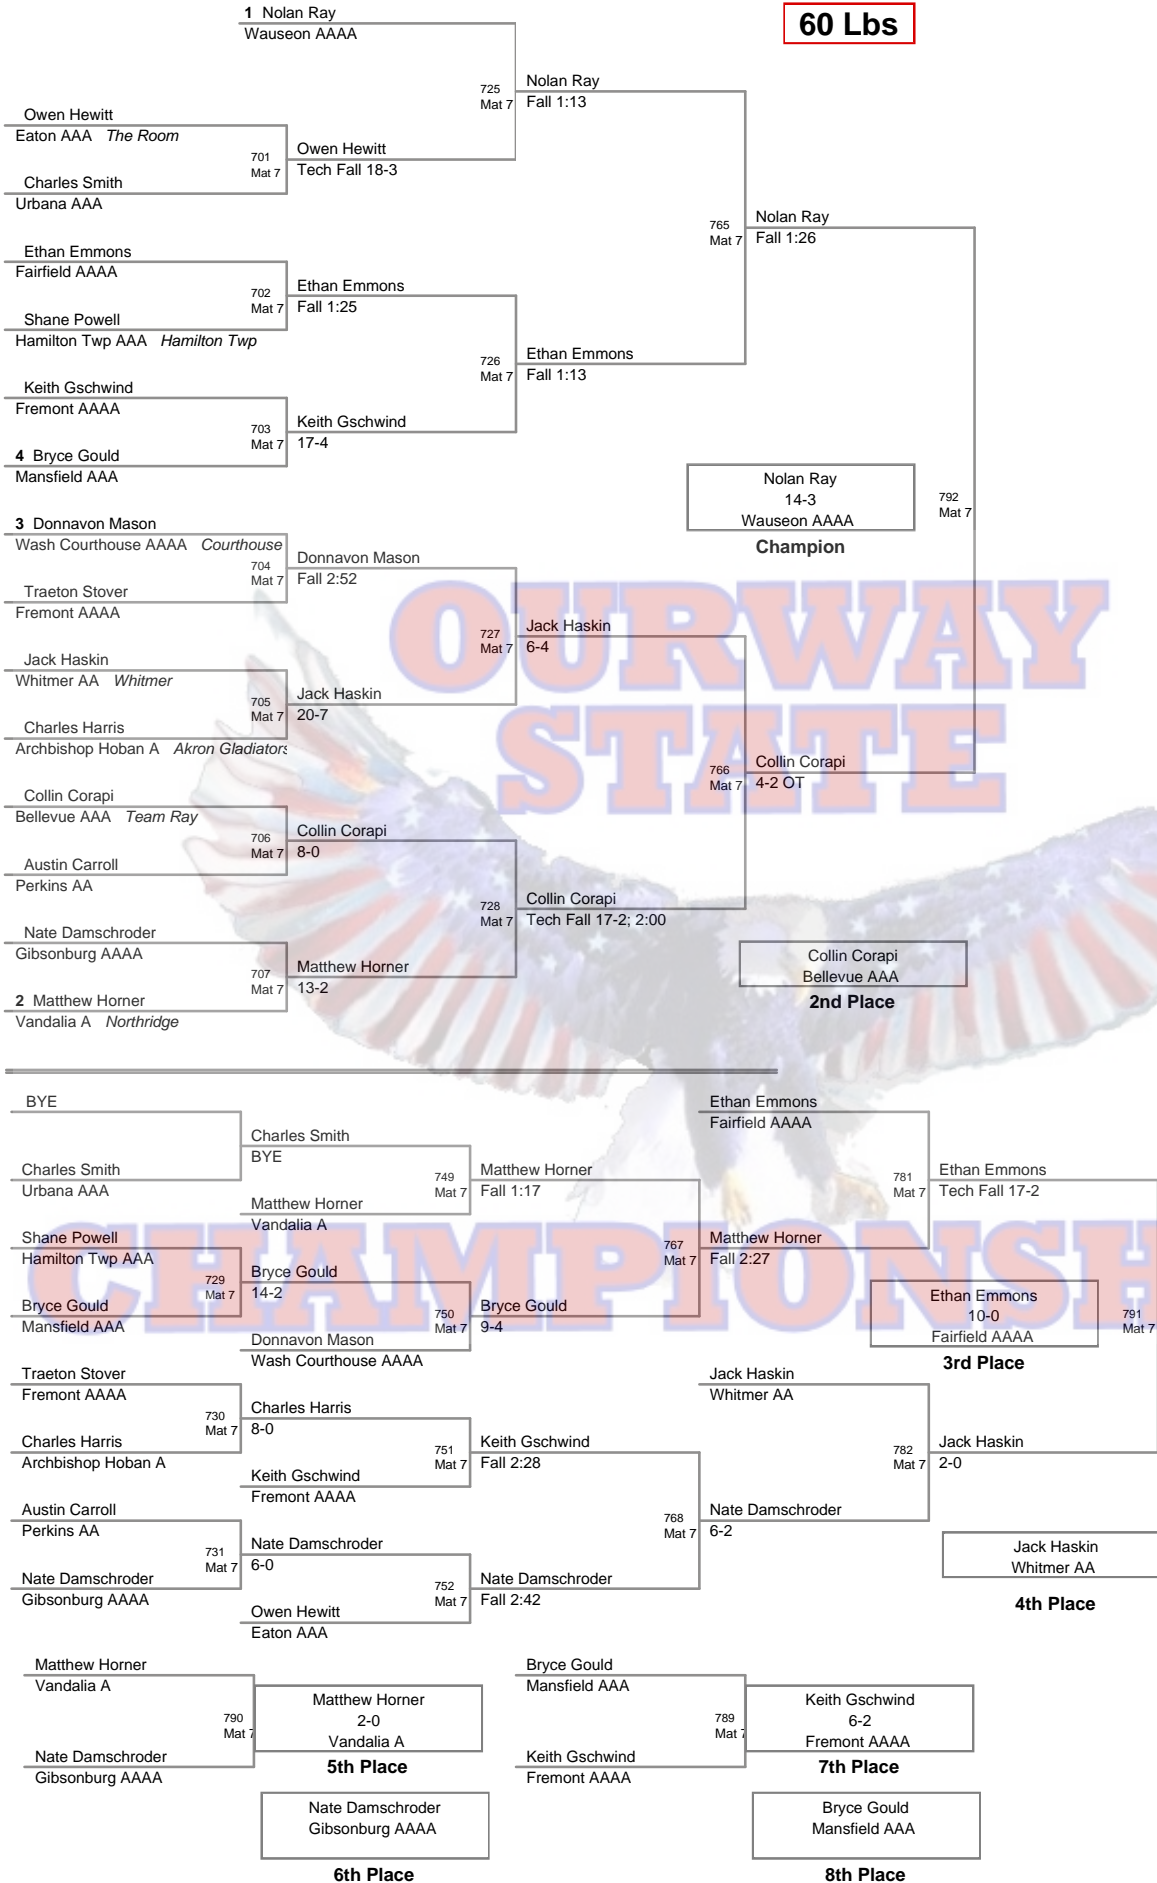 60 Lbs
1 Nolan Ray
Wauseon AAAA
725
Mat 7
Nolan Ray
Fall 1:13
Owen Hewitt
Eaton AAA The Room
701
Mat 7
Owen Hewitt
Tech Fall 18-3
Charles Smith
Urbana AAA
765
Mat 7
Nolan Ray
Fall 1:26
Ethan Emmons
Fairfield AAAA
702
Mat 7
Ethan Emmons
Fall 1:25
Shane Powell
Hamilton Twp AAA Hamilton Twp
726
Mat 7
Ethan Emmons
Fall 1:13
Keith Gschwind
Fremont AAAA
703
Mat 7
Keith Gschwind
17-4
4 Bryce Gould
Mansfield AAA
Nolan Ray
14-3
Wauseon AAAA
Champion
792
Mat 7
3 Donnavon Mason
Wash Courthouse AAAA Courthouse
704
Mat 7
Donnavon Mason
Fall 2:52
Traeton Stover
Fremont AAAA
727
Mat 7
Jack Haskin
6-4
OURWAY
STATE
Jack Haskin
Whitmer AA Whitmer
705
Mat 7
Jack Haskin
20-7
Charles Harris
Archbishop Hoban A Akron Gladiators
766
Mat 7
Collin Corapi
4-2 OT
Collin Corapi
Bellevue AAA Team Ray
706
Mat 7
Collin Corapi
8-0
Austin Carroll
Perkins AA
728
Mat 7
Collin Corapi
Tech Fall 17-2; 2:00
Nate Damschroder
Gibsonburg AAAA
707
Mat 7
Matthew Horner
13-2
2 Matthew Horner
Vandalia A Northridge
Collin Corapi
Bellevue AAA
2nd Place
BYE
Charles Smith
BYE
Charles Smith
Urbana AAA
749
Mat 7
Matthew Horner
Fall 1:17
Matthew Horner
Vandalia A
Ethan Emmons
Fairfield AAAA
781
Mat 7
Ethan Emmons
Tech Fall 17-2
CHAMPIONSH
Shane Powell
Hamilton Twp AAA
729
Mat 7
Bryce Gould
14-2
Bryce Gould
Mansfield AAA
750
Mat 7
Bryce Gould
9-4
Donnavon Mason
Wash Courthouse AAAA
767
Mat 7
Matthew Horner
Fall 2:27
Ethan Emmons
10-0
Fairfield AAAA
3rd Place
791
Mat 7
Traeton Stover
Fremont AAAA
730
Mat 7
Charles Harris
8-0
Charles Harris
Archbishop Hoban A
751
Mat 7
Keith Gschwind
Fall 2:28
Keith Gschwind
Fremont AAAA
Jack Haskin
Whitmer AA
782
Mat 7
Jack Haskin
2-0
Austin Carroll
Perkins AA
731
Mat 7
Nate Damschroder
6-0
Nate Damschroder
Gibsonburg AAAA
752
Mat 7
Nate Damschroder
Fall 2:42
Owen Hewitt
Eaton AAA
768
Mat 7
Nate Damschroder
6-2
Jack Haskin
Whitmer AA
4th Place
Matthew Horner
Vandalia A
790
Mat 7
Matthew Horner
2-0
Vandalia A
5th Place
Nate Damschroder
Gibsonburg AAAA
Nate Damschroder
Gibsonburg AAAA
6th Place
Bryce Gould
Mansfield AAA
789
Mat 7
Keith Gschwind
6-2
Fremont AAAA
7th Place
Keith Gschwind
Fremont AAAA
Bryce Gould
Mansfield AAA
8th Place